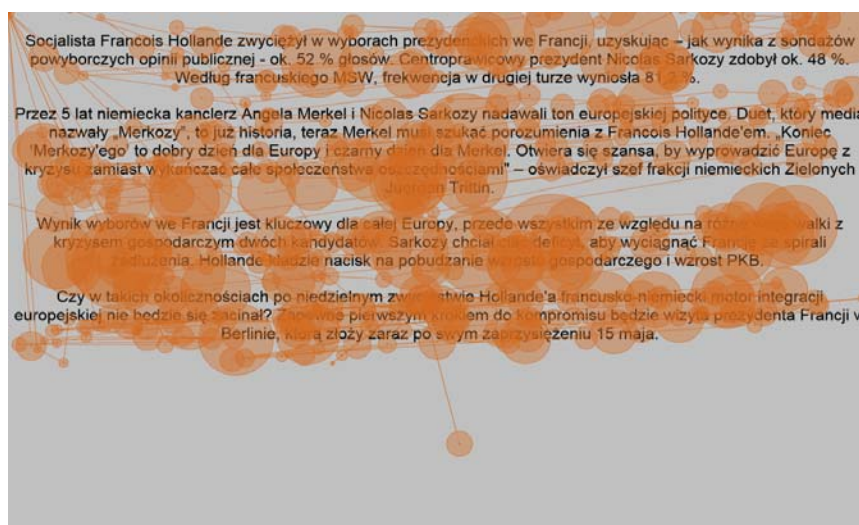 Socjalista Francois Hollande zwyciężył w wyborach prezydenckich we Francji, uzyskując – jak wynika z sondażów
powyborczych opinii publicznej - ok. 52 % głosów. Centroprawicowy prezydent Nicolas Sarkozy zdobył ok. 48 %.
Według francuskiego MSW, frekwencja w drugiej turze wyniosła 81,2 %.
Przez 5 lat niemiecka kanclerz Angela Merkel i Nicolas Sarkozy nadawali ton europejskiej polityce. Duet, który media
nazwały „Merkozy”, to już historia, teraz Merkel musi szukać porozumienia z Francois Hollande'em. „Koniec
'Merkozy'ego' to dobry dzień dla Europy i czarny dzień dla Merkel. Otwiera się szansa, by wyprowadzić Europę z
kryzysu zamiast wykańczać całe społeczeństwa oszczędnościami" – oświadczył szef frakcji niemieckich Zielonych
Juergen Trittin.
Wynik wyborów we Francji jest kluczowy dla całej Europy, przede wszystkim ze względu na walki z
kryzysem gospodarczym dwóch kandydatów. Sarkozy chciał ciąć deficyt, aby wyciągnąć Francję ze spirali
zadłużenia. Hollande kładzie nacisk na pobudzanie wzrostu gospodarczego i wzrost PKB.
Czy w takich okolicznościach po niedzielnym zwycięstwie Hollande'a francusko-niemiecki motor integracji
europejskiej nie będzie się zacinał? Zapewne pierwszym krokiem do kompromisu będzie wizyta prezydenta Francji w
Berlinie, którą złoży zaraz po swym zaprzysiężeniu 15 maja.